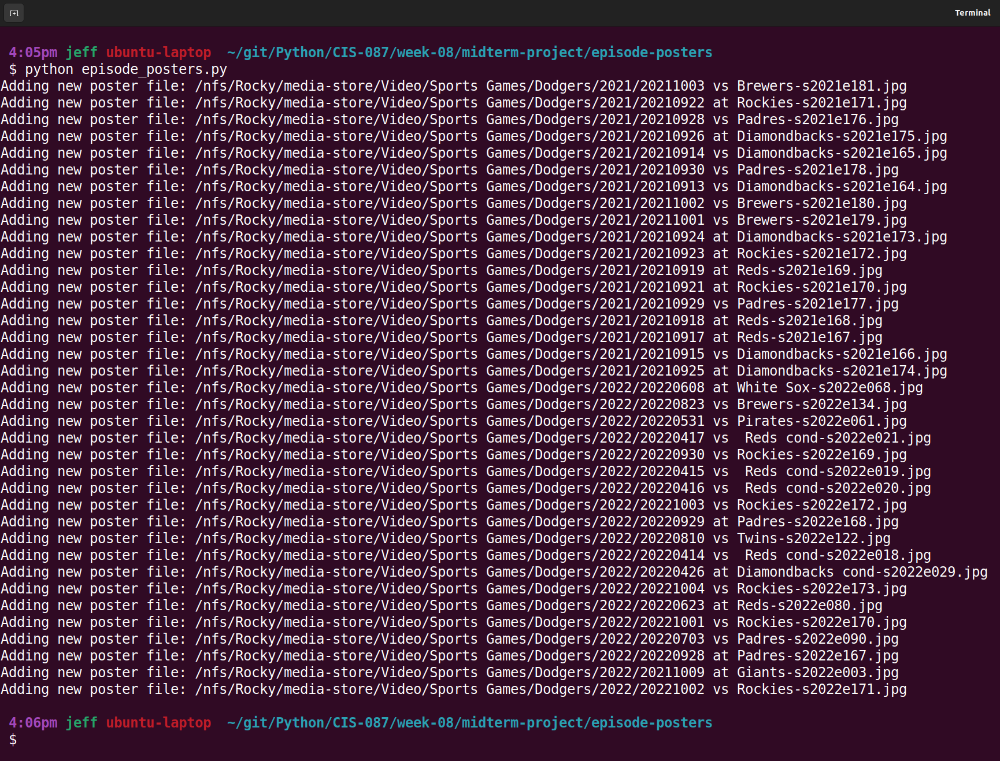 Terminal
4:05pm jeff ubuntu-laptop  ~/git/Python/CIS-087/week-08/midterm-project/episode-posters
$ python episode_posters.py
Adding new poster file: /nfs/Rocky/media-store/Video/Sports Games/Dodgers/2021/20211003 vs Brewers-s2021e181.jpg
Adding new poster file: /nfs/Rocky/media-store/Video/Sports Games/Dodgers/2021/20210922 at Rockies-s2021e171.jpg
Adding new poster file: /nfs/Rocky/media-store/Video/Sports Games/Dodgers/2021/20210928 vs Padres-s2021e176.jpg
Adding new poster file: /nfs/Rocky/media-store/Video/Sports Games/Dodgers/2021/20210926 at Diamondbacks-s2021e175.jpg
Adding new poster file: /nfs/Rocky/media-store/Video/Sports Games/Dodgers/2021/20210914 vs Diamondbacks-s2021e165.jpg
Adding new poster file: /nfs/Rocky/media-store/Video/Sports Games/Dodgers/2021/20210930 vs Padres-s2021e178.jpg
Adding new poster file: /nfs/Rocky/media-store/Video/Sports Games/Dodgers/2021/20210913 vs Diamondbacks-s2021e164.jpg
Adding new poster file: /nfs/Rocky/media-store/Video/Sports Games/Dodgers/2021/20211002 vs Brewers-s2021e180.jpg
Adding new poster file: /nfs/Rocky/media-store/Video/Sports Games/Dodgers/2021/20211001 vs Brewers-s2021e179.jpg
Adding new poster file: /nfs/Rocky/media-store/Video/Sports Games/Dodgers/2021/20210924 at Diamondbacks-s2021e173.jpg
Adding new poster file: /nfs/Rocky/media-store/Video/Sports Games/Dodgers/2021/20210923 at Rockies-s2021e172.jpg
Adding new poster file: /nfs/Rocky/media-store/Video/Sports Games/Dodgers/2021/20210919 at Reds-s2021e169.jpg
Adding new poster file: /nfs/Rocky/media-store/Video/Sports Games/Dodgers/2021/20210921 at Rockies-s2021e170.jpg
Adding new poster file: /nfs/Rocky/media-store/Video/Sports Games/Dodgers/2021/20210929 vs Padres-s2021e177.jpg
Adding new poster file: /nfs/Rocky/media-store/Video/Sports Games/Dodgers/2021/20210918 at Reds-s2021e168.jpg
Adding new poster file: /nfs/Rocky/media-store/Video/Sports Games/Dodgers/2021/20210917 at Reds-s2021e167.jpg
Adding new poster file: /nfs/Rocky/media-store/Video/Sports Games/Dodgers/2021/20210915 vs Diamondbacks-s2021e166.jpg
Adding new poster file: /nfs/Rocky/media-store/Video/Sports Games/Dodgers/2021/20210925 at Diamondbacks-s2021e174.jpg
Adding new poster file: /nfs/Rocky/media-store/Video/Sports Games/Dodgers/2022/20220608 at White Sox-s2022e068.jpg
Adding new poster file: /nfs/Rocky/media-store/Video/Sports Games/Dodgers/2022/20220823 vs Brewers-s2022e134.jpg
Adding new poster file: /nfs/Rocky/media-store/Video/Sports Games/Dodgers/2022/20220531 vs Pirates-s2022e061.jpg
Adding new poster file: /nfs/Rocky/media-store/Video/Sports Games/Dodgers/2022/20220417 vs  Reds cond-s2022e021.jpg
Adding new poster file: /nfs/Rocky/media-store/Video/Sports Games/Dodgers/2022/20220930 vs Rockies-s2022e169.jpg
Adding new poster file: /nfs/Rocky/media-store/Video/Sports Games/Dodgers/2022/20220415 vs  Reds cond-s2022e019.jpg
Adding new poster file: /nfs/Rocky/media-store/Video/Sports Games/Dodgers/2022/20220416 vs  Reds cond-s2022e020.jpg
Adding new poster file: /nfs/Rocky/media-store/Video/Sports Games/Dodgers/2022/20221003 vs Rockies-s2022e172.jpg
Adding new poster file: /nfs/Rocky/media-store/Video/Sports Games/Dodgers/2022/20220929 at Padres-s2022e168.jpg
Adding new poster file: /nfs/Rocky/media-store/Video/Sports Games/Dodgers/2022/20220810 vs Twins-s2022e122.jpg
Adding new poster file: /nfs/Rocky/media-store/Video/Sports Games/Dodgers/2022/20220414 vs  Reds cond-s2022e018.jpg
Adding new poster file: /nfs/Rocky/media-store/Video/Sports Games/Dodgers/2022/20220426 at Diamondbacks cond-s2022e029.jpg
Adding new poster file: /nfs/Rocky/media-store/Video/Sports Games/Dodgers/2022/20221004 vs Rockies-s2022e173.jpg
Adding new poster file: /nfs/Rocky/media-store/Video/Sports Games/Dodgers/2022/20220623 at Reds-s2022e080.jpg
Adding new poster file: /nfs/Rocky/media-store/Video/Sports Games/Dodgers/2022/20221001 vs Rockies-s2022e170.jpg
Adding new poster file: /nfs/Rocky/media-store/Video/Sports Games/Dodgers/2022/20220703 vs Padres-s2022e090.jpg
Adding new poster file: /nfs/Rocky/media-store/Video/Sports Games/Dodgers/2022/20220928 at Padres-s2022e167.jpg
Adding new poster file: /nfs/Rocky/media-store/Video/Sports Games/Dodgers/2022/20211009 at Giants-s2022e003.jpg
Adding new poster file: /nfs/Rocky/media-store/Video/Sports Games/Dodgers/2022/20221002 vs Rockies-s2022e171.jpg
4:06pm jeff ubuntu-laptop  ~/git/Python/CIS-087/week-08/midterm-project/episode-posters
$